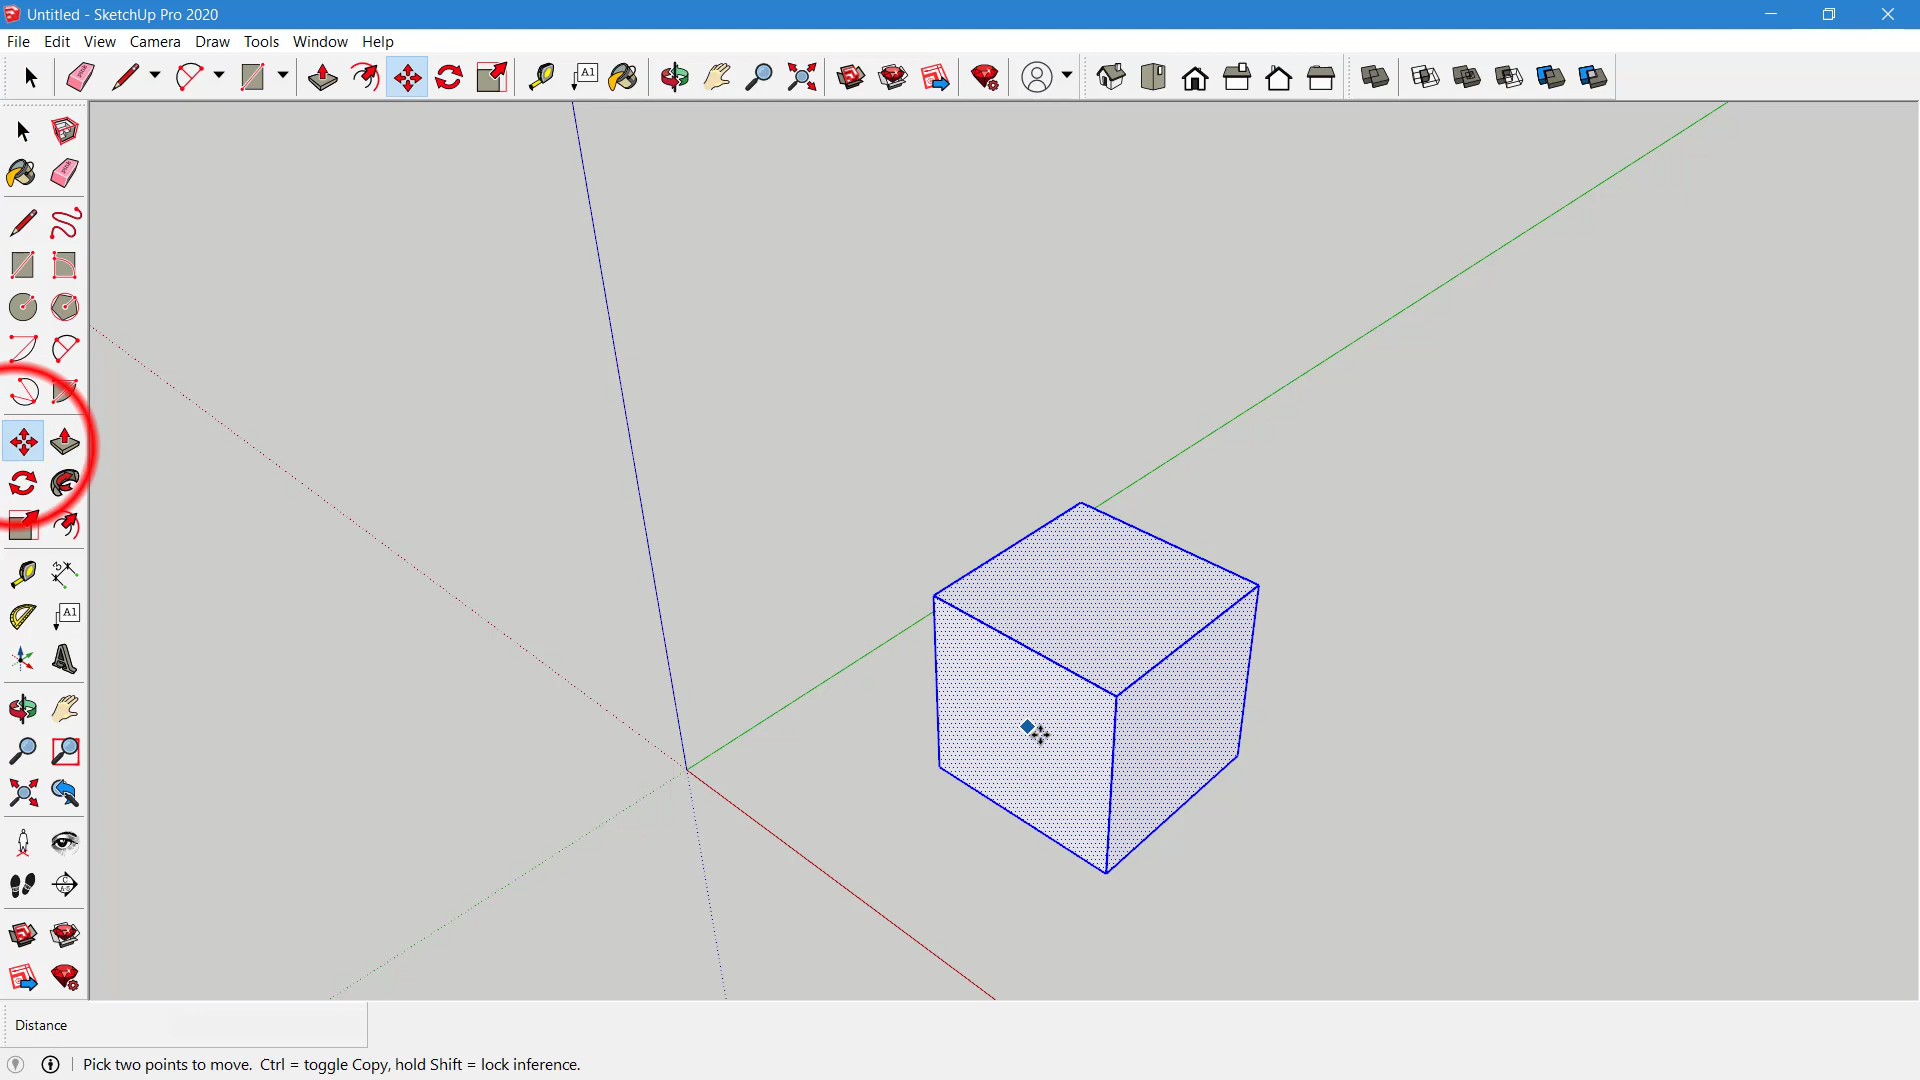 Untitled - SketchUp Pro 2020
File Edit View Camera Draw Tools Window Help
A1
A1
Distance
Pick two points to move. Ctrl = toggle Copy, hold Shift = lock inference.